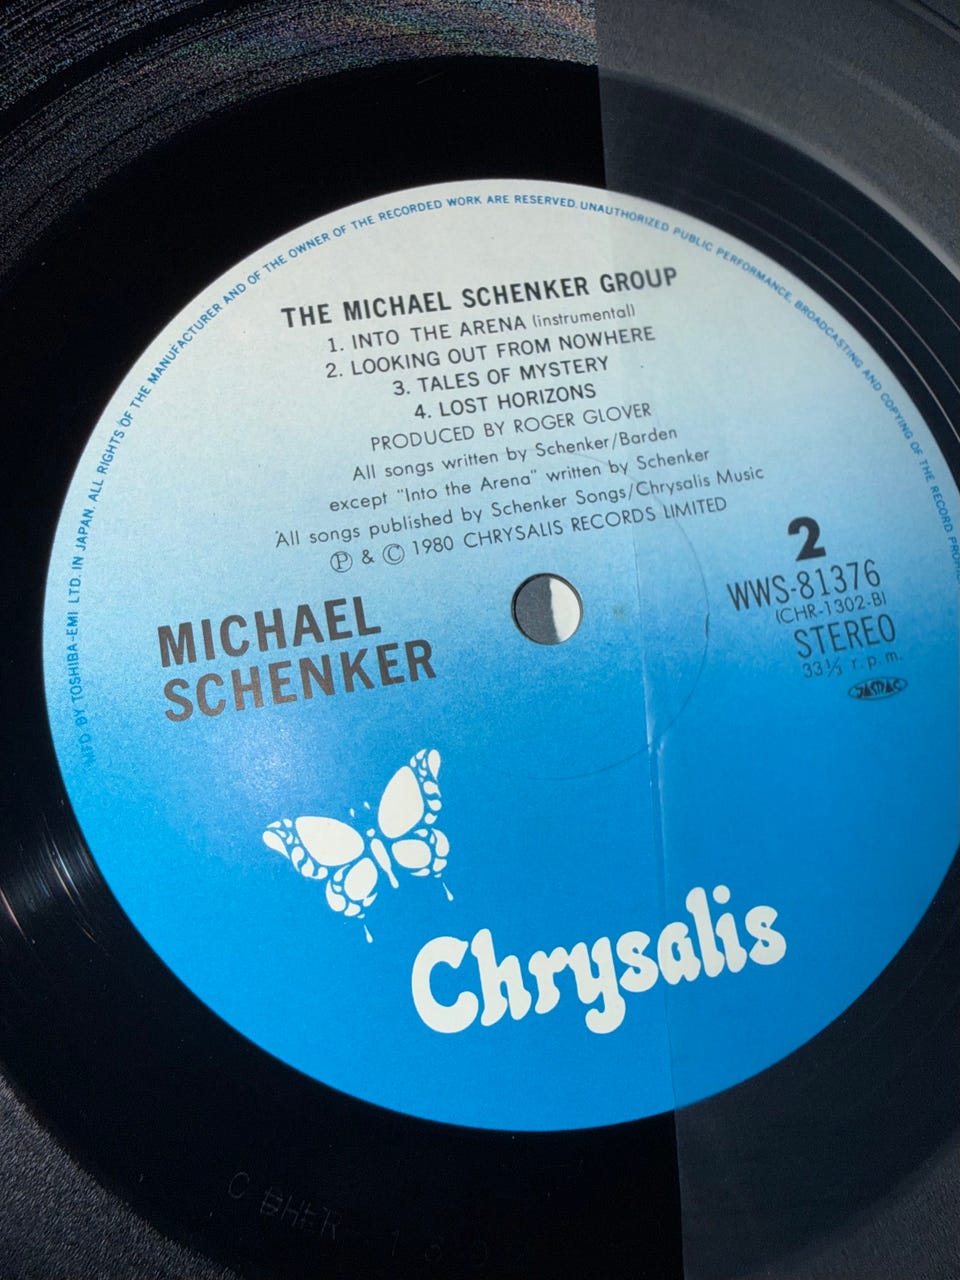 MFD BY TOSHIBA-EMI LTD. IN JAPAN. ALL RIGHTS OF THE MANUFACTURER AND OF THE OWNER OF THE RECORDED WORK ARE RESERVED. UNAUTHORIZED PUBLIC PERFORMANCE, BROADCASTING AND COPYING OF THE RECORD
THE MICHAEL SCHENKER GROUP
1. INTO THE ARENA (instrumental)
2. LOOKING OUT FROM NOWHERE
3. TALES OF MYSTERY
4. LOST HORIZONS
PRODUCED BY ROGER GLOVER
All songs written by Schenker/Barden
except "Into the Arena" written by Schenker
All songs published by Schenker Songs/Chrysalis Music
Ⓟ & © 1980 CHRYSALIS RECORDS LIMITED
2
WWS-81376
(CHR-1302-B)
STEREO
33⅓ r.p.m.
JASRAC
MICHAEL
SCHENKER
Chrysalis